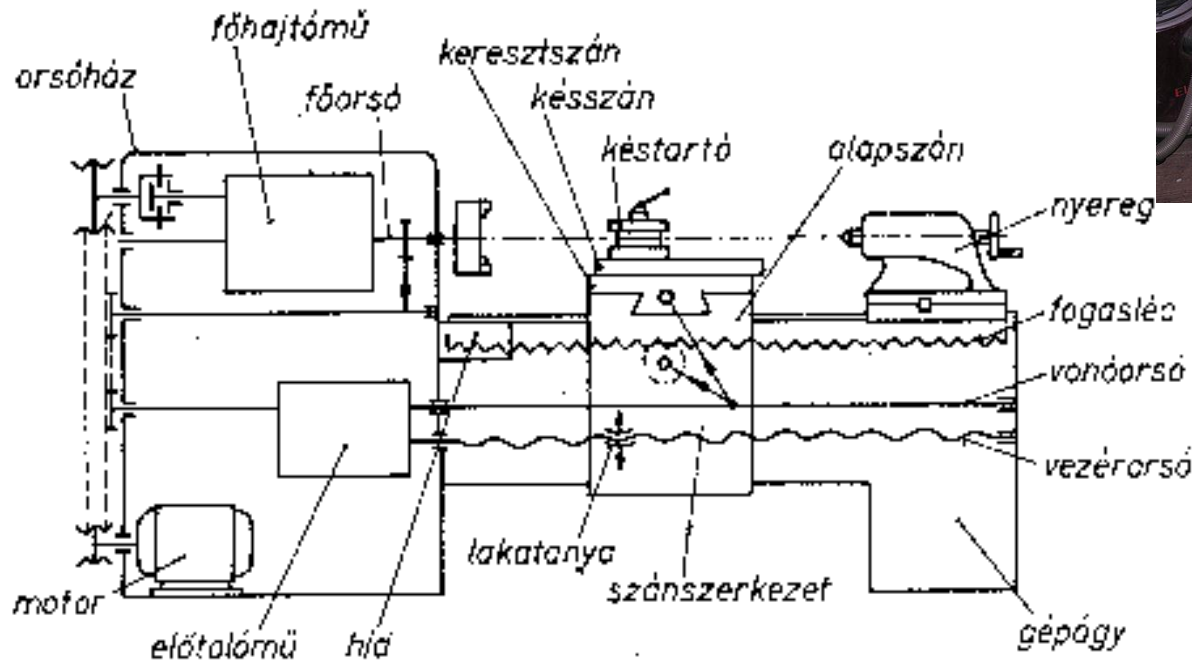 főhajtómű
orsóház
főorsó
keresztszán
késszán
késtartó
alapszán
nyereg
fogasléc
vonóorsó
vezérorsó
lakatanya
szánszerkezet
gépágy
motor
előtolómű
híd